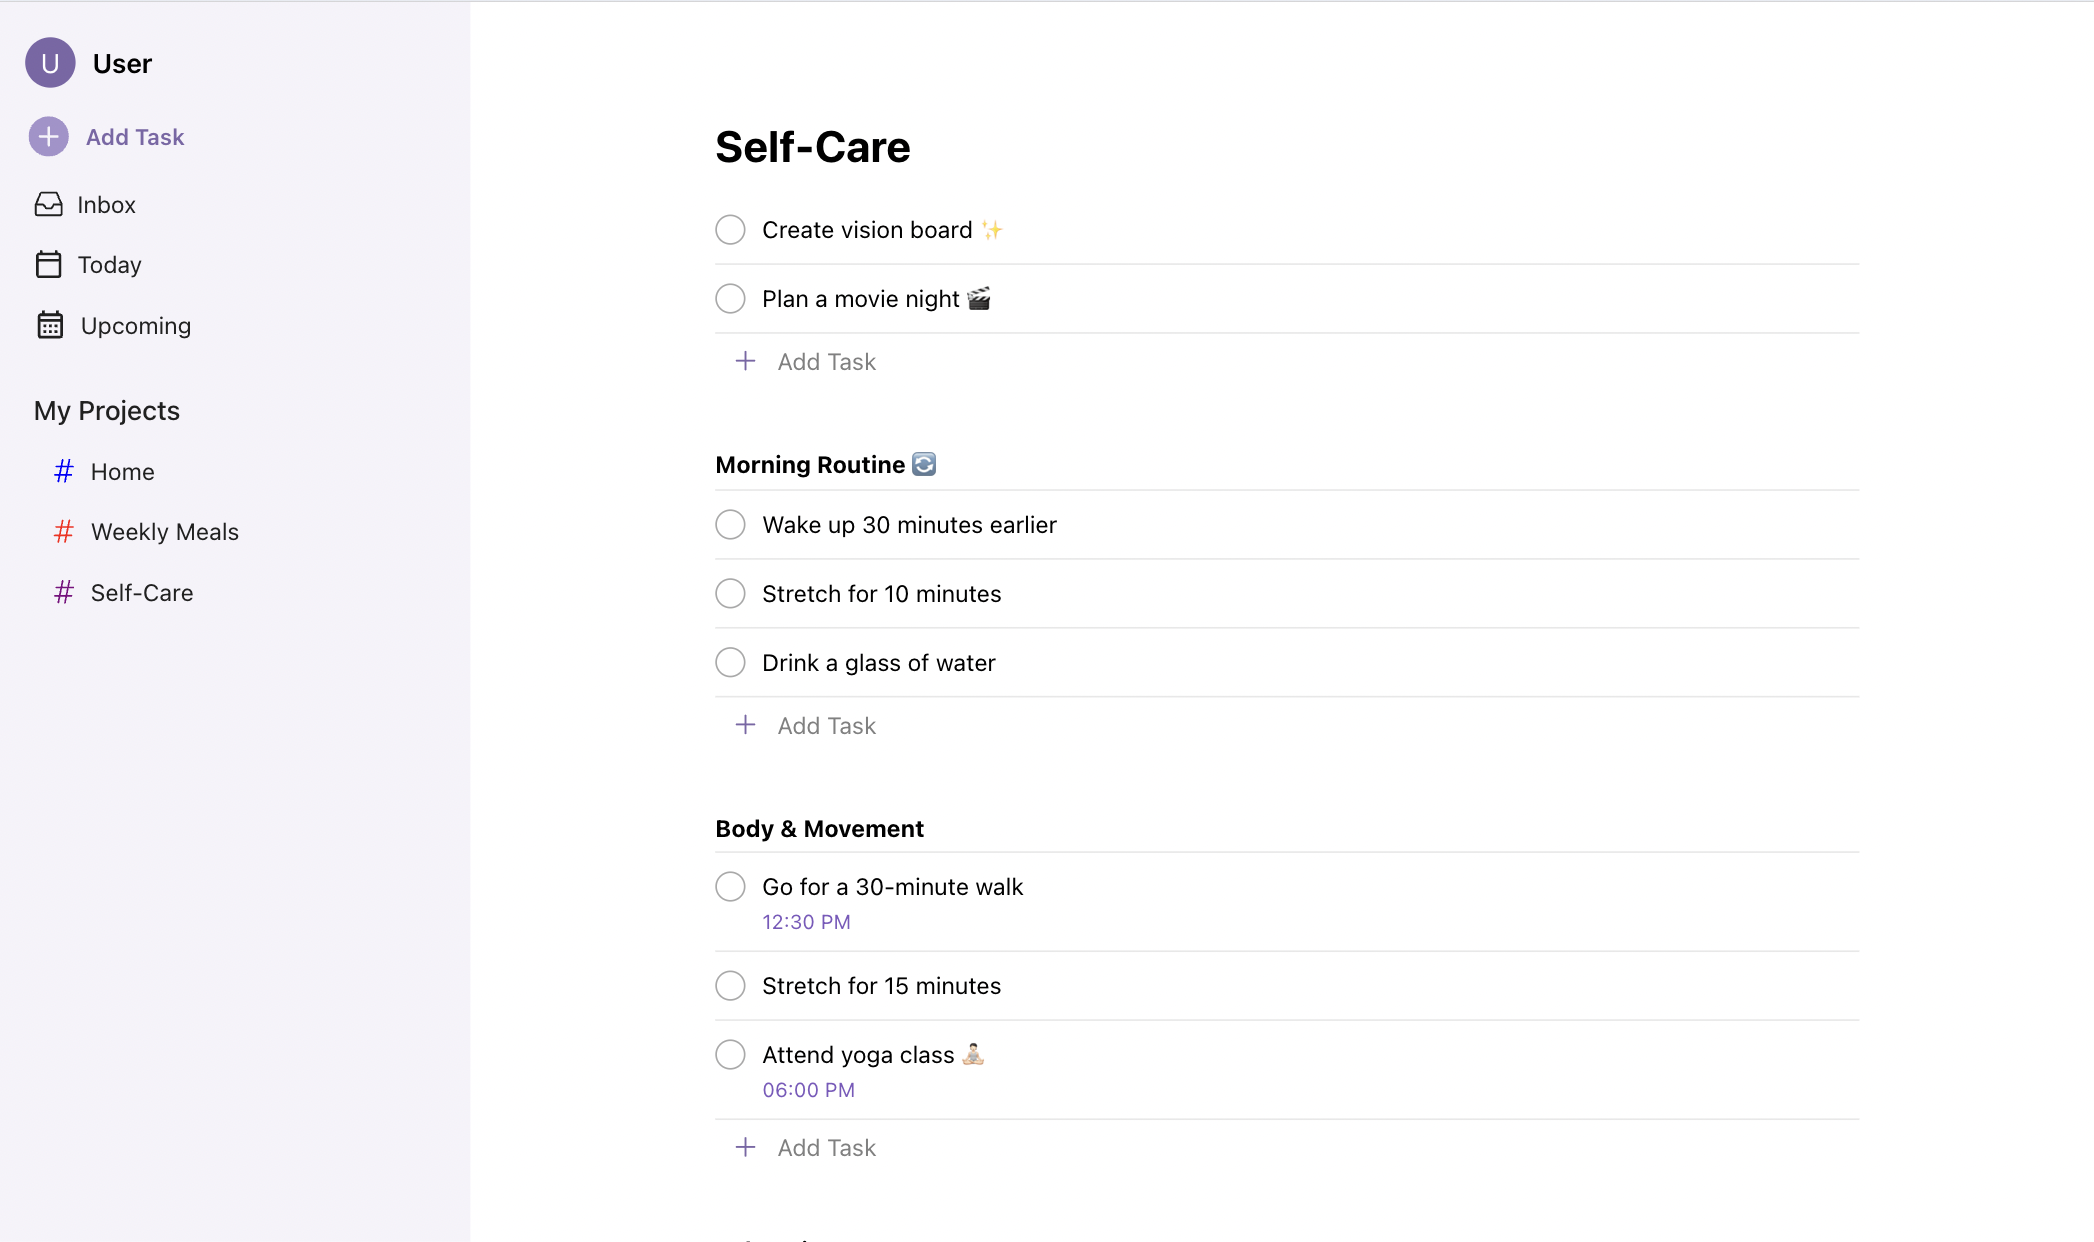 U User
Add Task
Inbox
Today
Upcoming
My Projects
# Home
# Weekly Meals
# Self-Care
Self-Care
Create vision board ✨
Plan a movie night 🎬
+ Add Task
Morning Routine 🔄
Wake up 30 minutes earlier
Stretch for 10 minutes
Drink a glass of water
+ Add Task
Body & Movement
Go for a 30-minute walk
12:30 PM
Stretch for 15 minutes
Attend yoga class 🧘🏻
06:00 PM
+ Add Task